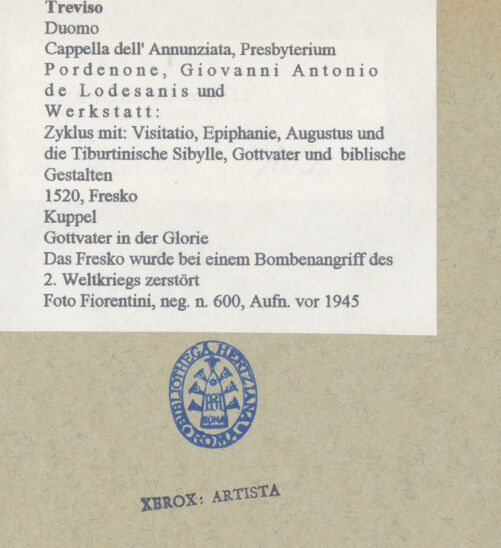 Treviso
Duomo
Cappella dell' Annunziata, Presbyterium
Pordenone, Giovanni Antonio
de Lodesanis und
Werkstatt:
Zyklus mit: Visitatio, Epiphanie, Augustus und
die Tiburtinische Sibylle, Gottvater und biblische
Gestalten
1520, Fresko
Kuppel
Gottvater in der Glorie
Das Fresko wurde bei einem Bombenangriff des
2. Weltkriegs zerstört
Foto Fiorentini, neg. n. 600, Aufn. vor 1945
BIBLIOTHECA HERTZIANA
ROMA
XEROX: ARTISTA